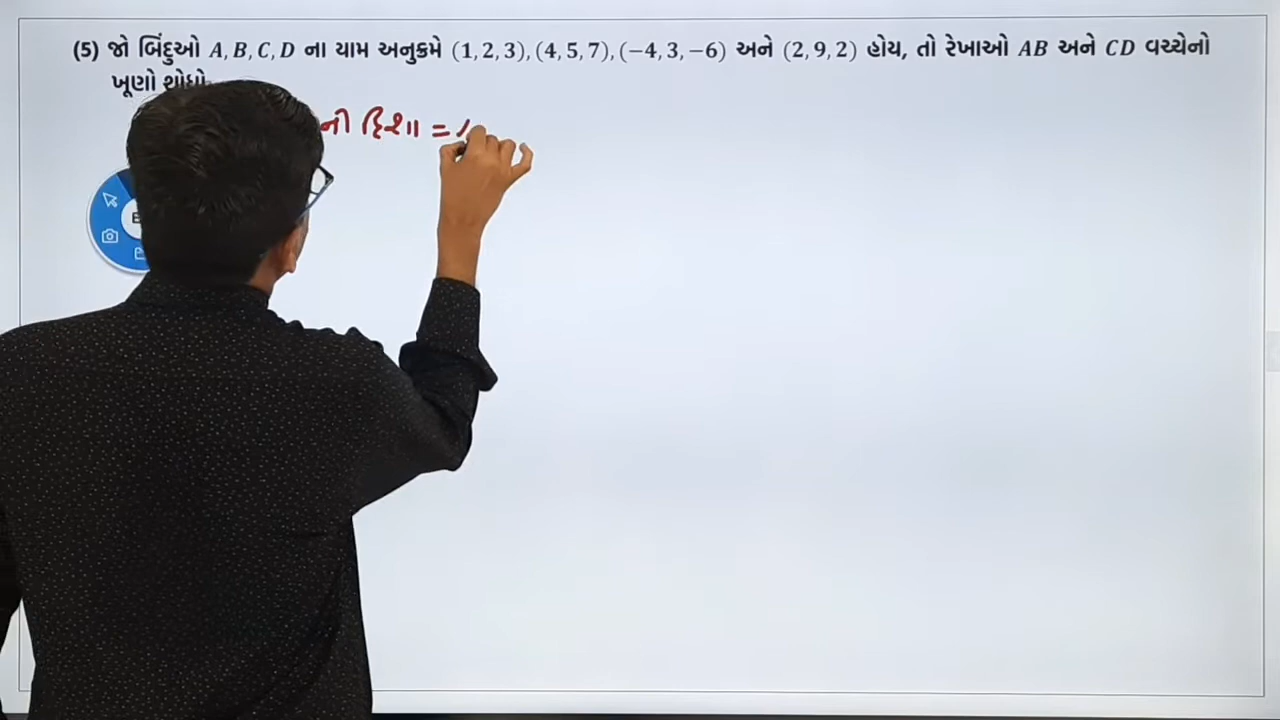 (5) જો બિંદુઓ A, B, C, D ના યામ અનુક્રમે (1, 2, 3), (4, 5, 7), (−4, 3, −6) અને (2, 9, 2) હોય, તો રેખાઓ AB અને CD વચ્ચેનો
ખૂણો શોધો
ની દિશા =